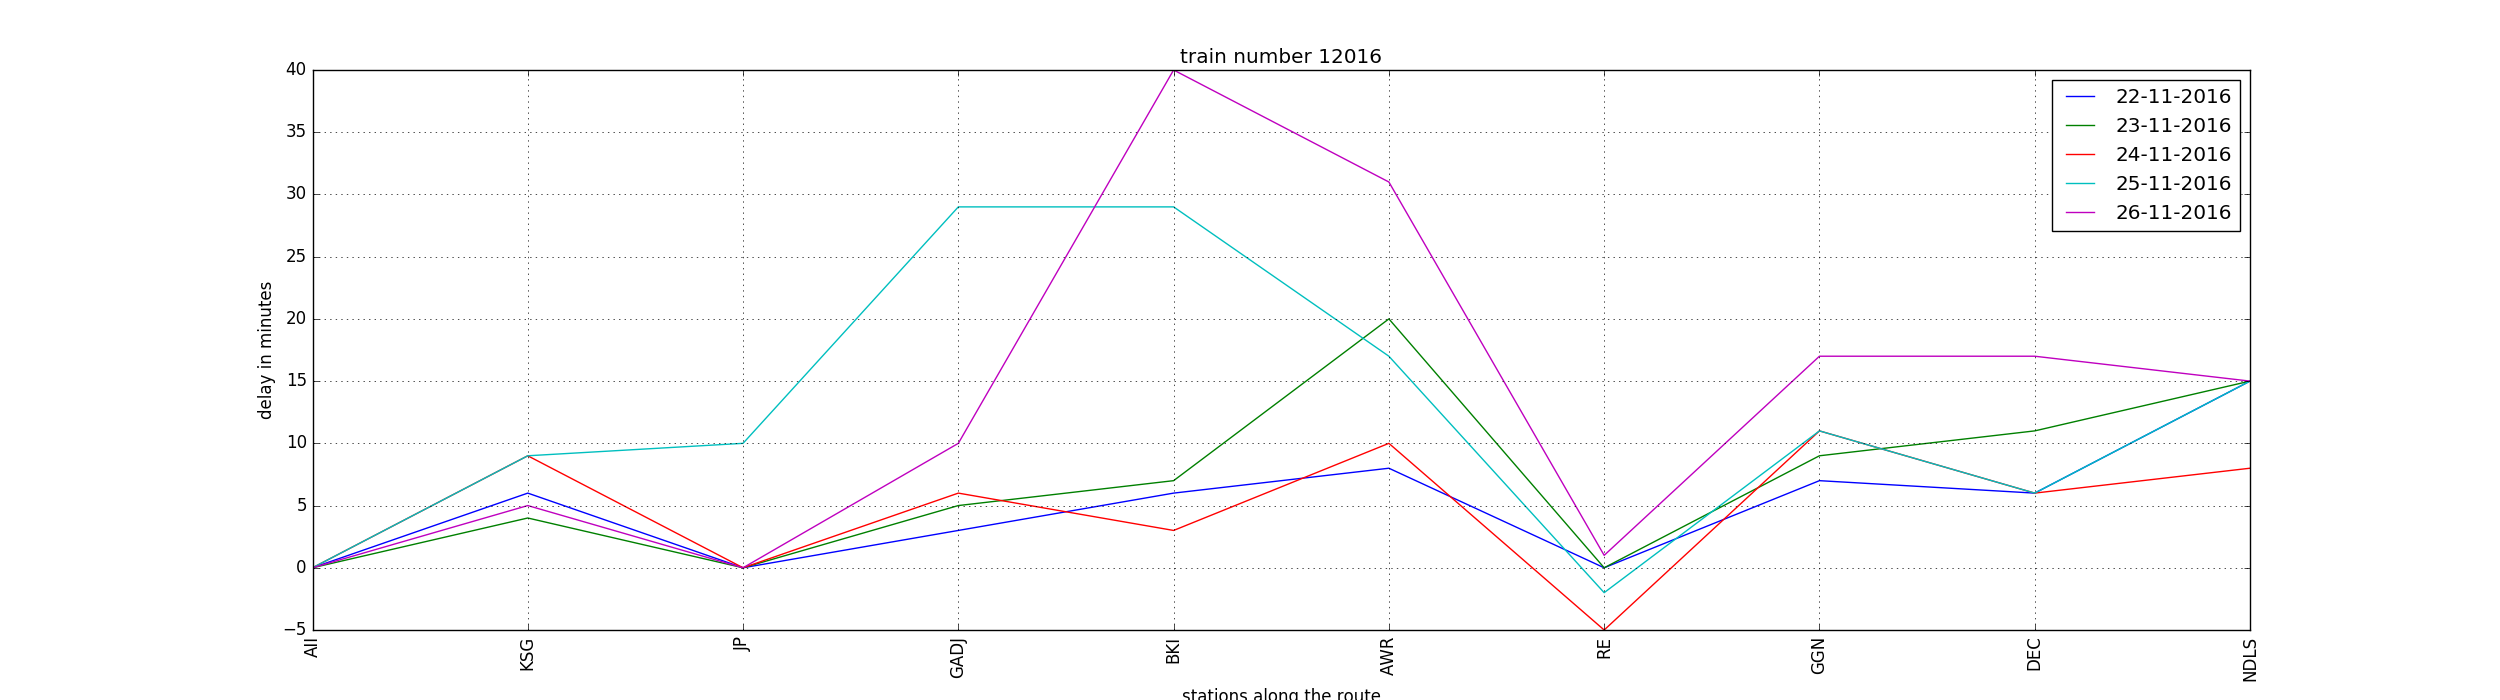 train number 12016
40
35
30
25
20
15
10
5
0
−5
delay in minutes
22-11-2016
23-11-2016
24-11-2016
25-11-2016
26-11-2016
AII
KSG
JP
GADJ
BKI
AWR
RE
GGN
DEC
NDLS
stations along the route